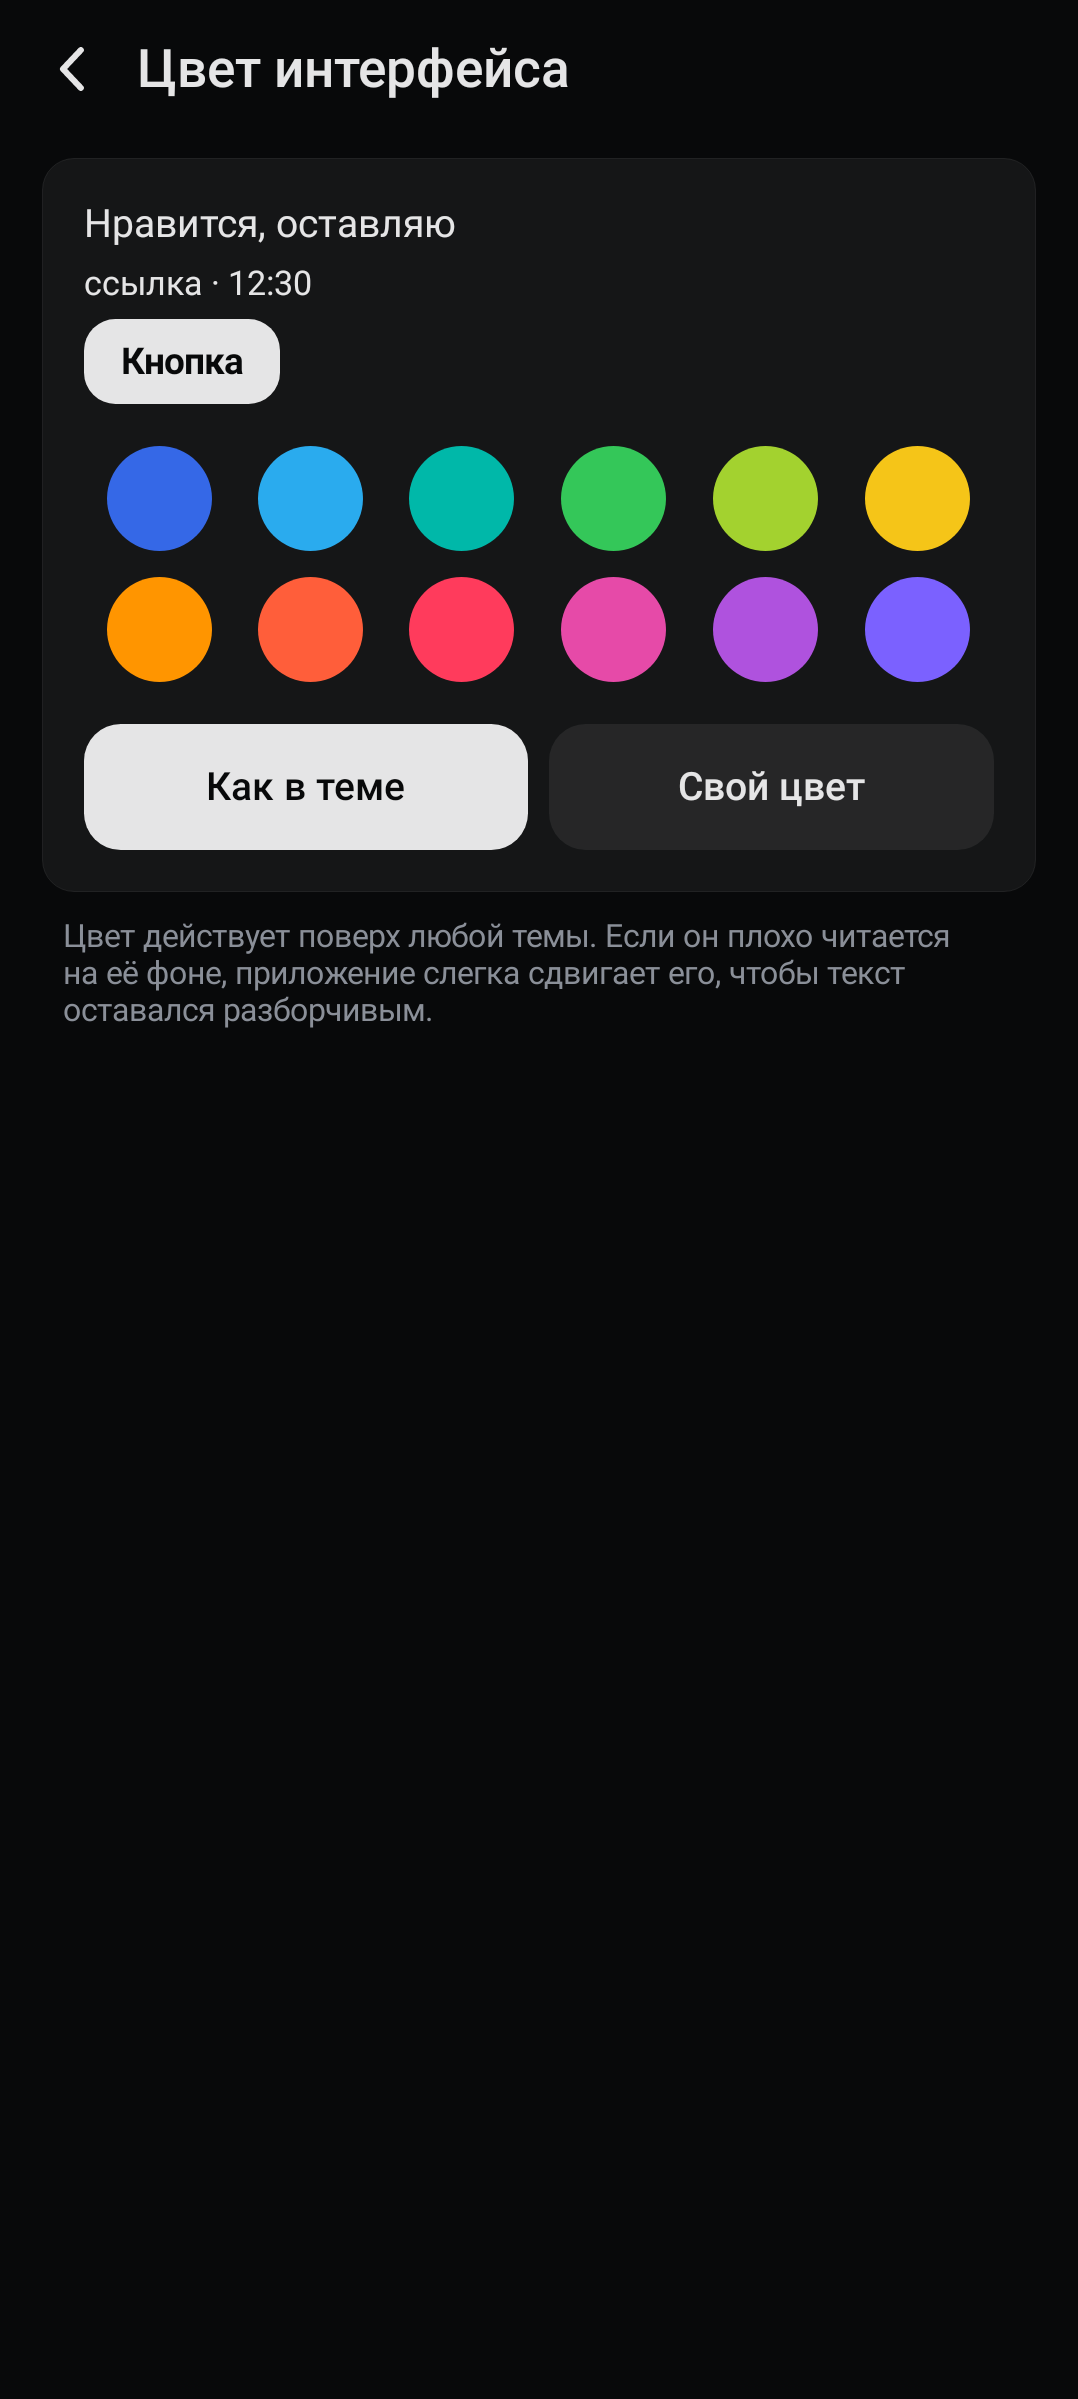 Цвет интерфейса
Нравится, оставляю
ссылка · 12:30
Кнопка
Как в теме
Свой цвет
Цвет действует поверх любой темы. Если он плохо читается
на её фоне, приложение слегка сдвигает его, чтобы текст
оставался разборчивым.